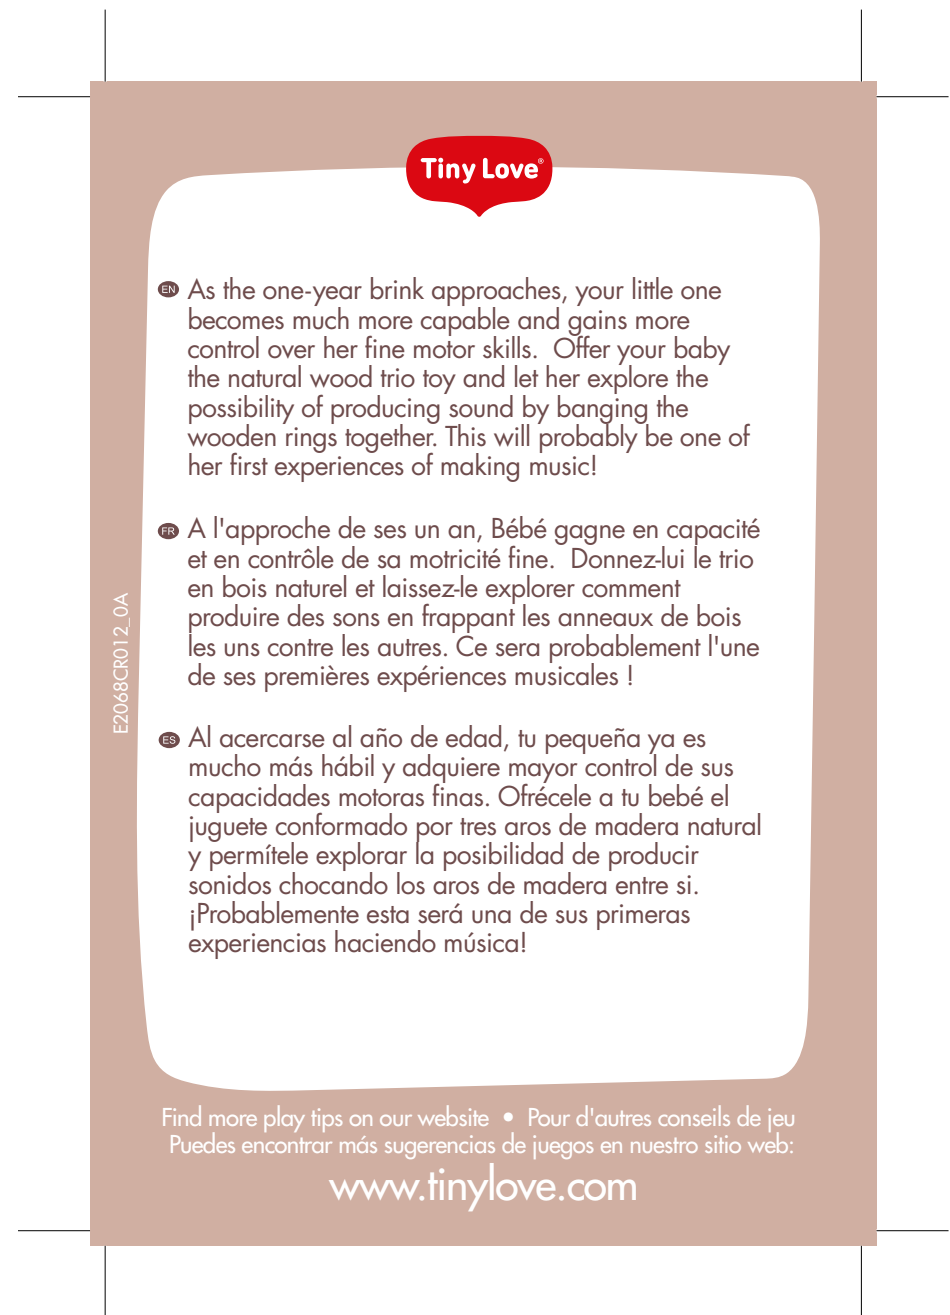 Tiny Love®
EN As the one-year brink approaches, your little one
becomes much more capable and gains more
control over her fine motor skills.  Offer your baby
the natural wood trio toy and let her explore the
possibility of producing sound by banging the
wooden rings together. This will probably be one of
her first experiences of making music!
FR A l'approche de ses un an, Bébé gagne en capacité
et en contrôle de sa motricité fine.  Donnez-lui le trio
en bois naturel et laissez-le explorer comment
produire des sons en frappant les anneaux de bois
les uns contre les autres. Ce sera probablement l'une
de ses premières expériences musicales !
ES Al acercarse al año de edad, tu pequeña ya es
mucho más hábil y adquiere mayor control de sus
capacidades motoras finas. Ofrécele a tu bebé el
juguete conformado por tres aros de madera natural
y permítele explorar la posibilidad de producir
sonidos chocando los aros de madera entre si.
¡Probablemente esta será una de sus primeras
experiencias haciendo música!
E2068CR012_0A
Find more play tips on our website • Pour d'autres conseils de jeu
Puedes encontrar más sugerencias de juegos en nuestro sitio web:
www.tinylove.com